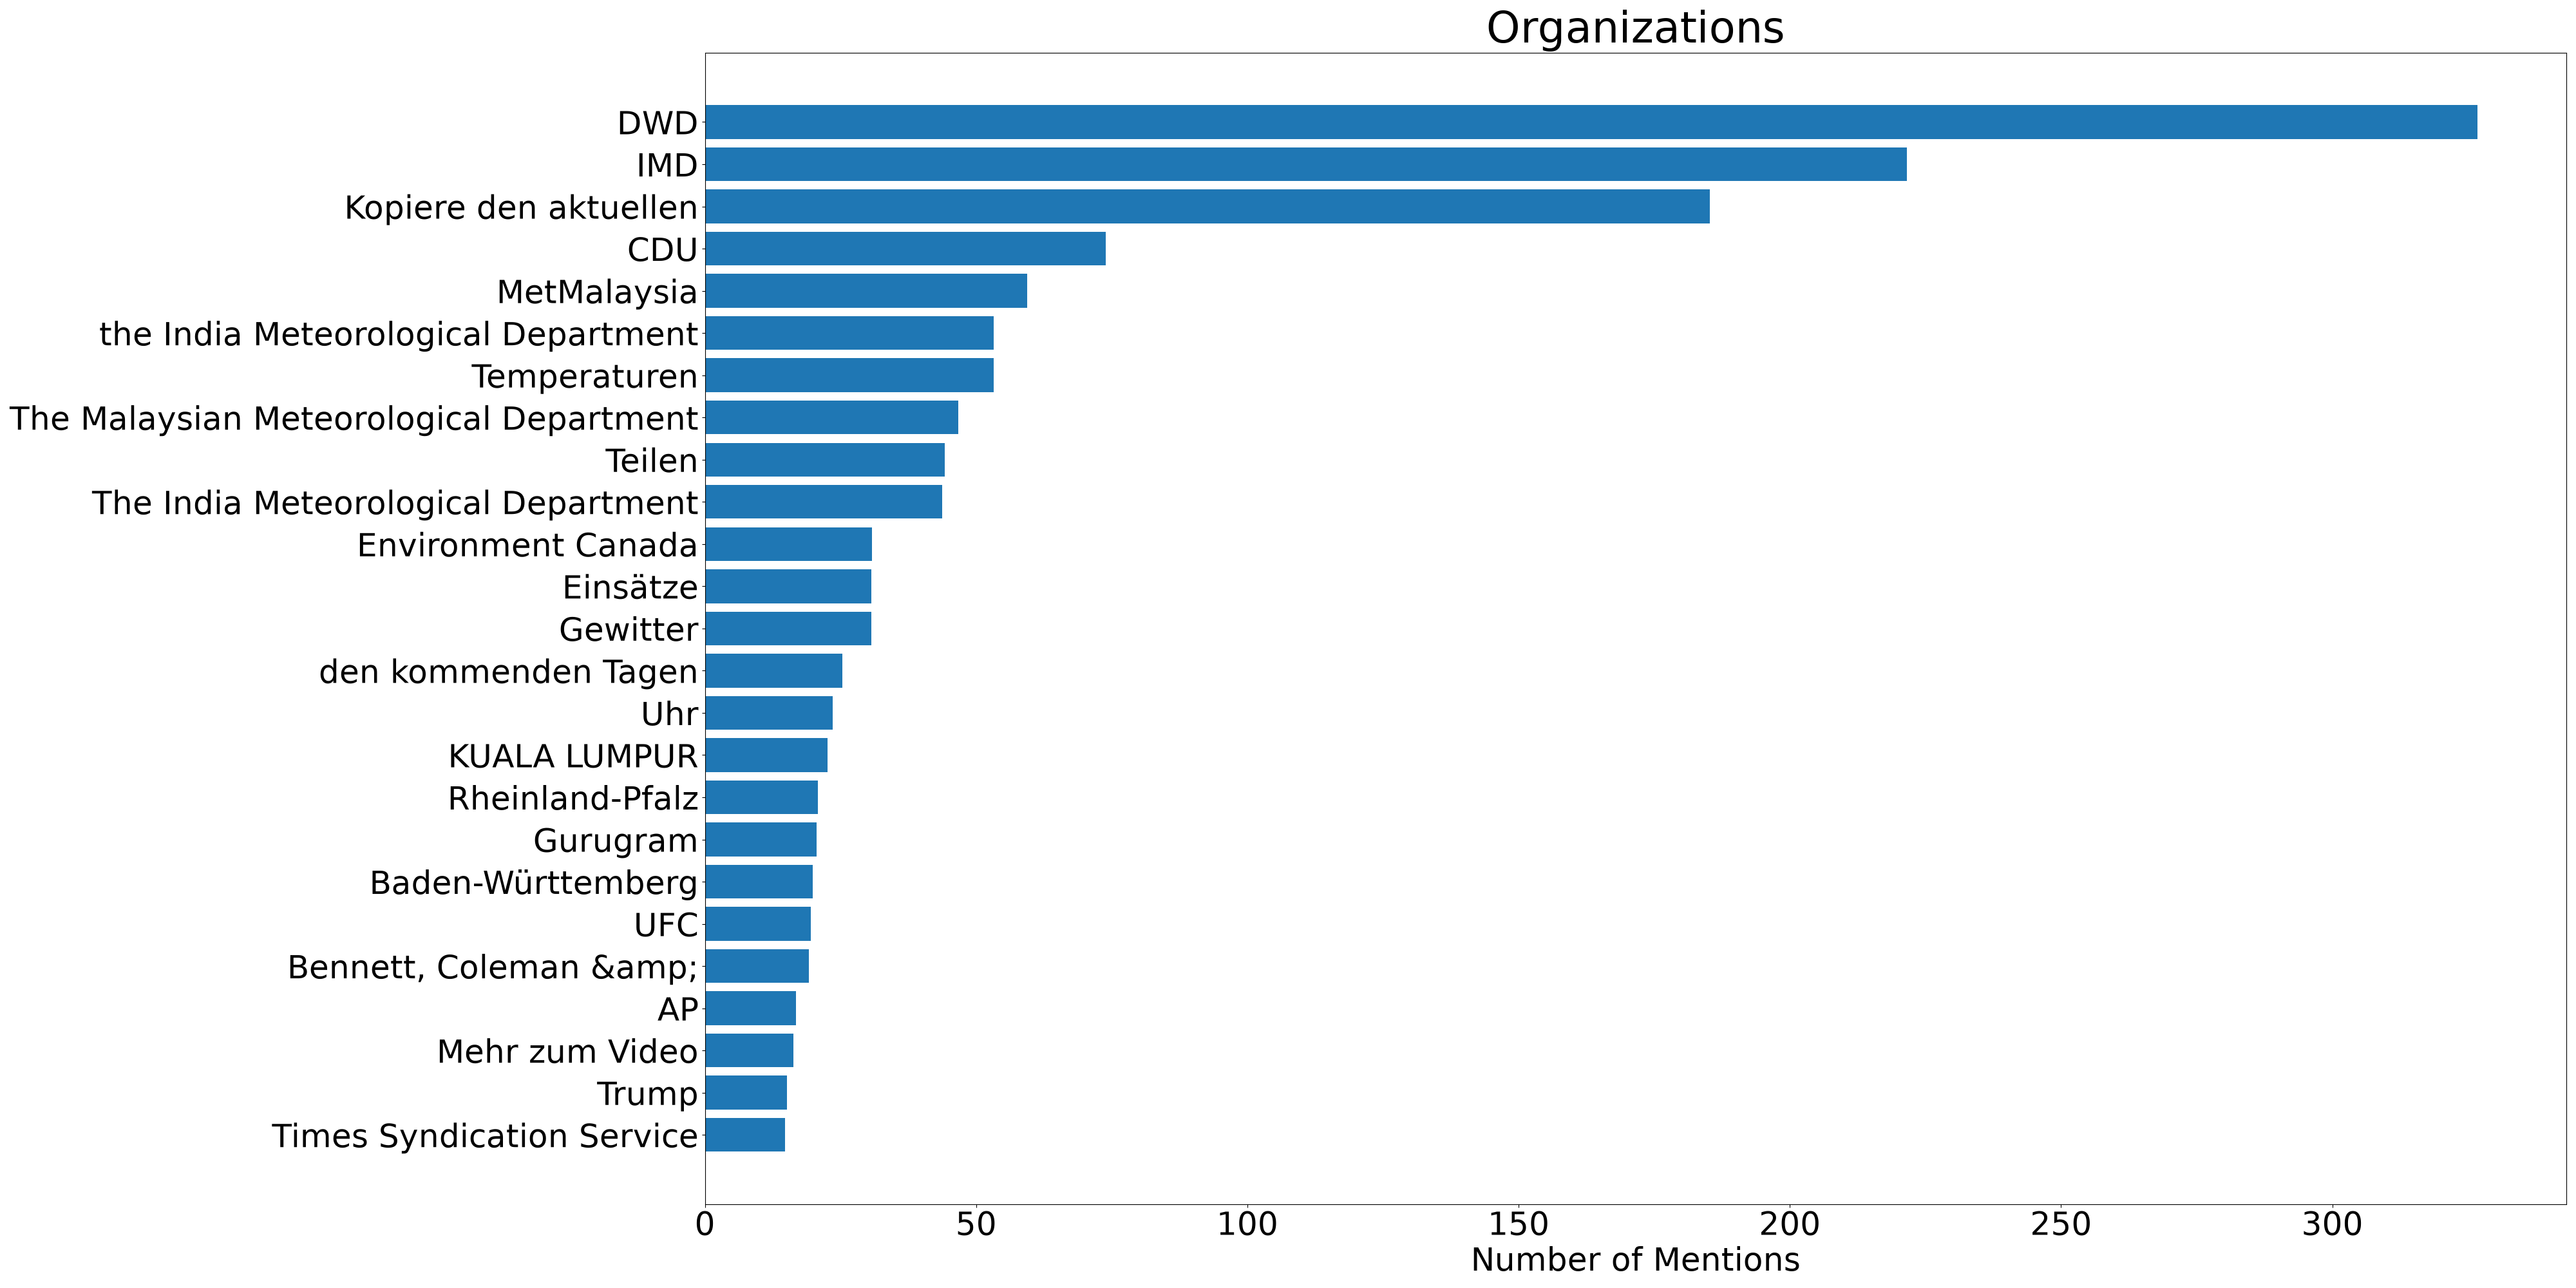 Organizations
DWD
IMD
Kopiere den aktuellen
CDU
MetMalaysia
the India Meteorological Department
Temperaturen
The Malaysian Meteorological Department
Teilen
The India Meteorological Department
Environment Canada
Einsätze
Gewitter
den kommenden Tagen
Uhr
KUALA LUMPUR
Rheinland-Pfalz
Gurugram
Baden-Württemberg
UFC
Bennett, Coleman &amp;
AP
Mehr zum Video
Trump
Times Syndication Service
0 50 100 150 200 250 300
Number of Mentions